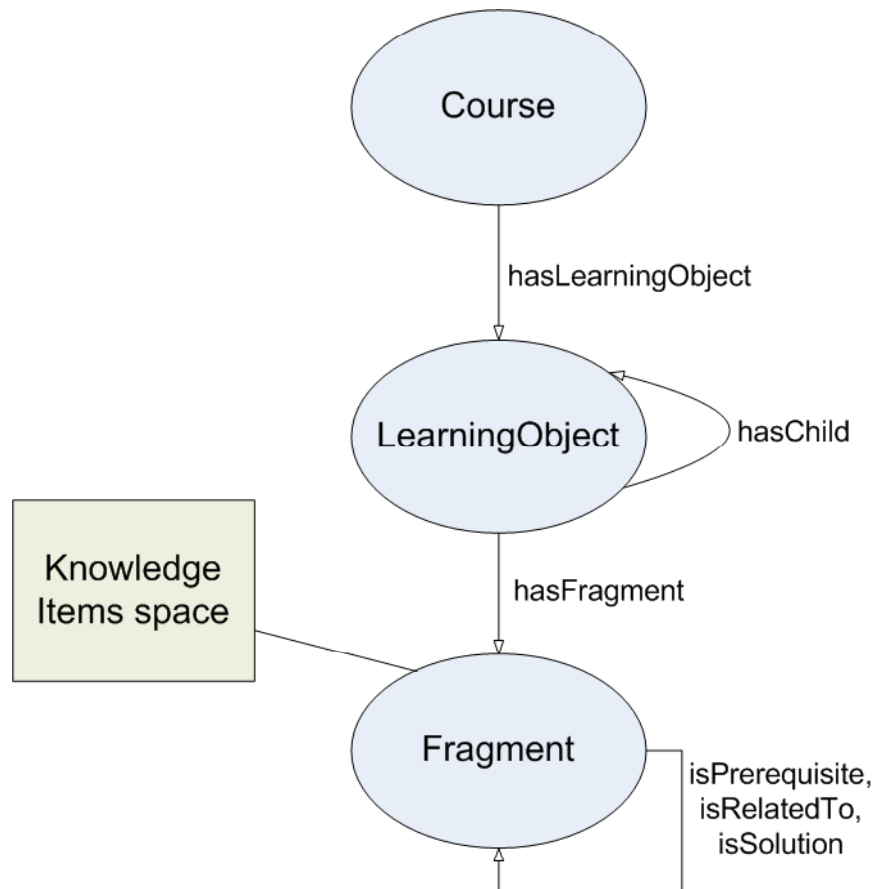 Course
hasLearningObject
LearningObject
hasChild
Knowledge
Items space
hasFragment
Fragment
isPrerequisite,
isRelatedTo,
isSolution